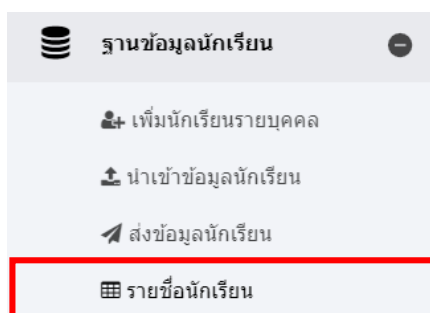 ฐานข้อมูลนักเรียน
เพิ่มนักเรียนรายบุคคล
นำเข้าข้อมูลนักเรียน
ส่งข้อมูลนักเรียน
รายชื่อนักเรียน